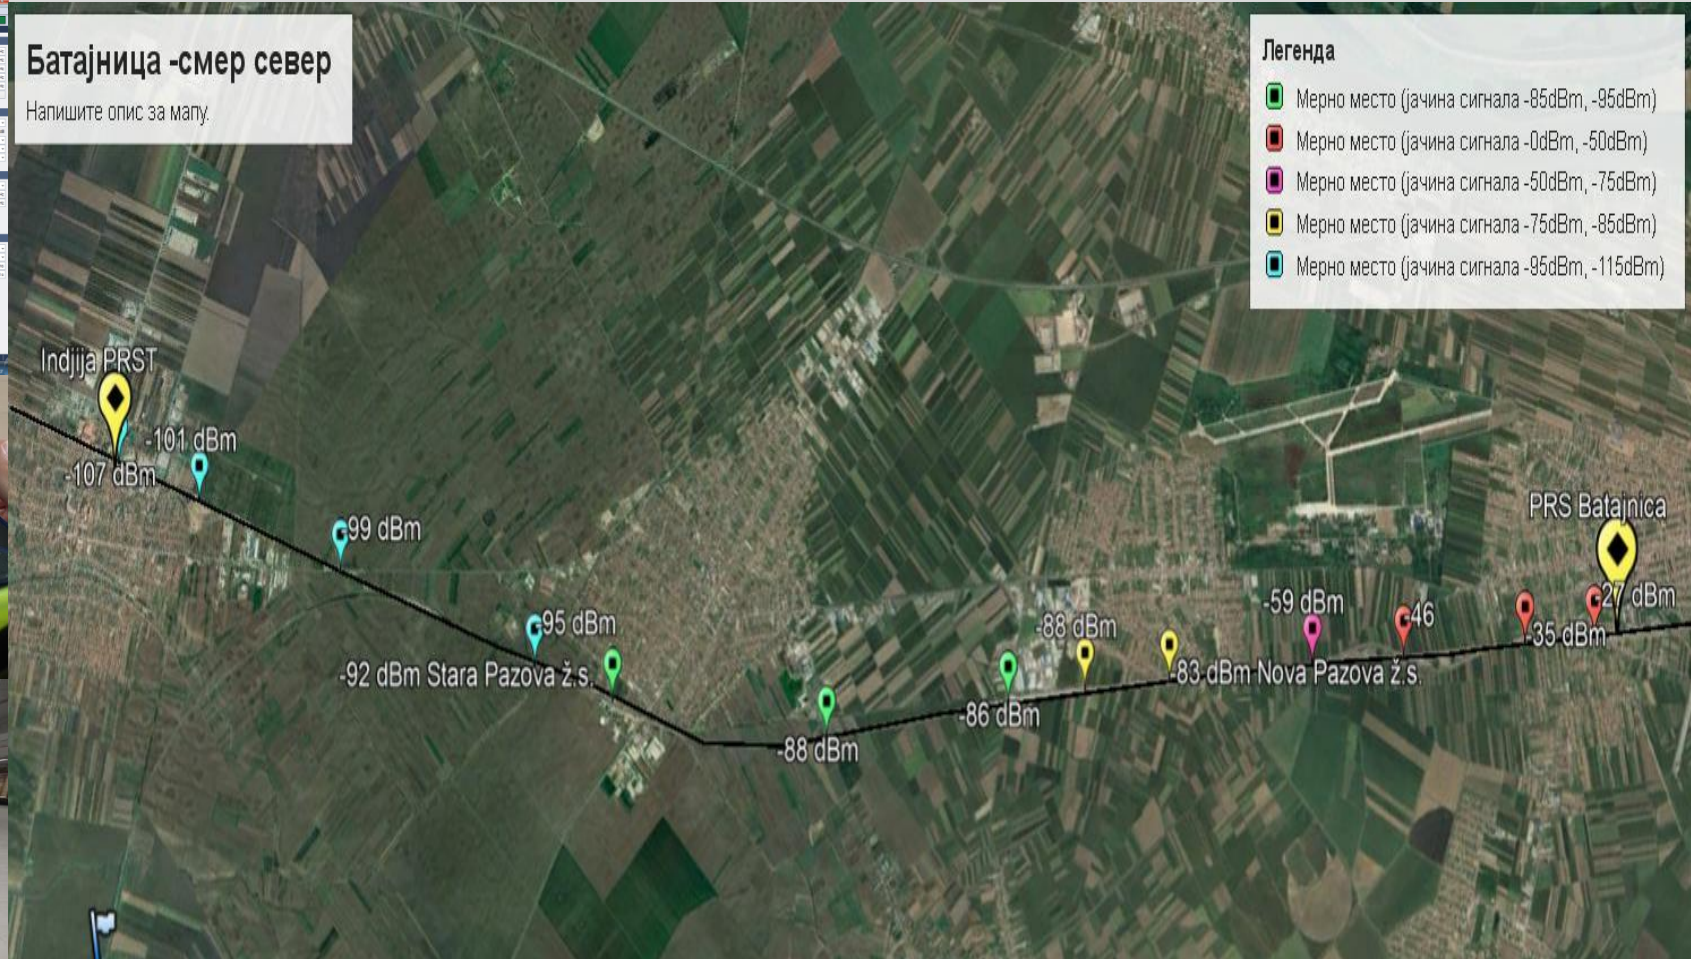 Батајница -смер север
Напишите опис за мапу.
Легенда
Мерно место (јачина сигнала -85dBm, -95dBm)
Мерно место (јачина сигнала -0dBm, -50dBm)
Мерно место (јачина сигнала -50dBm, -75dBm)
Мерно место (јачина сигнала -75dBm, -85dBm)
Мерно место (јачина сигнала -95dBm, -115dBm)
Indjija PRST
-101 dBm
-107 dBm
-99 dBm
-95 dBm
-92 dBm Stara Pazova ž.s.
-88 dBm
-86 dBm
-88 dBm
-83 dBm Nova Pazova ž.s.
-59 dBm
-46
-35 dBm
-27 dBm
PRS Batajnica